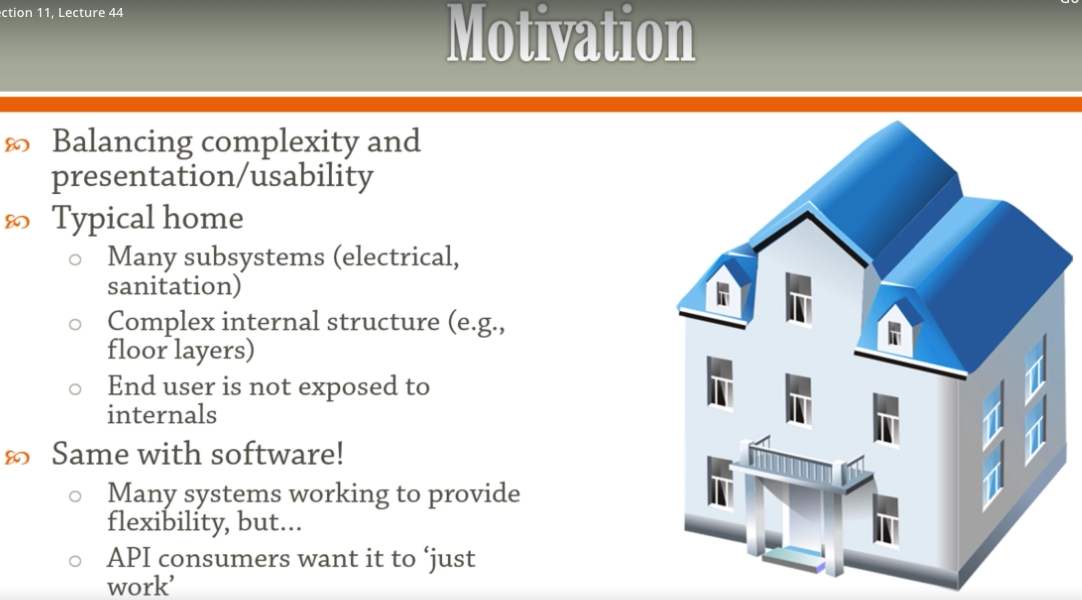 ction 11, Lecture 44
Motivation
Balancing complexity and
presentation/usability
Typical home
Many subsystems (electrical,
sanitation)
Complex internal structure (e.g.,
floor layers)
End user is not exposed to
internals
Same with software!
Many systems working to provide
flexibility, but...
API consumers want it to ‘just
work’